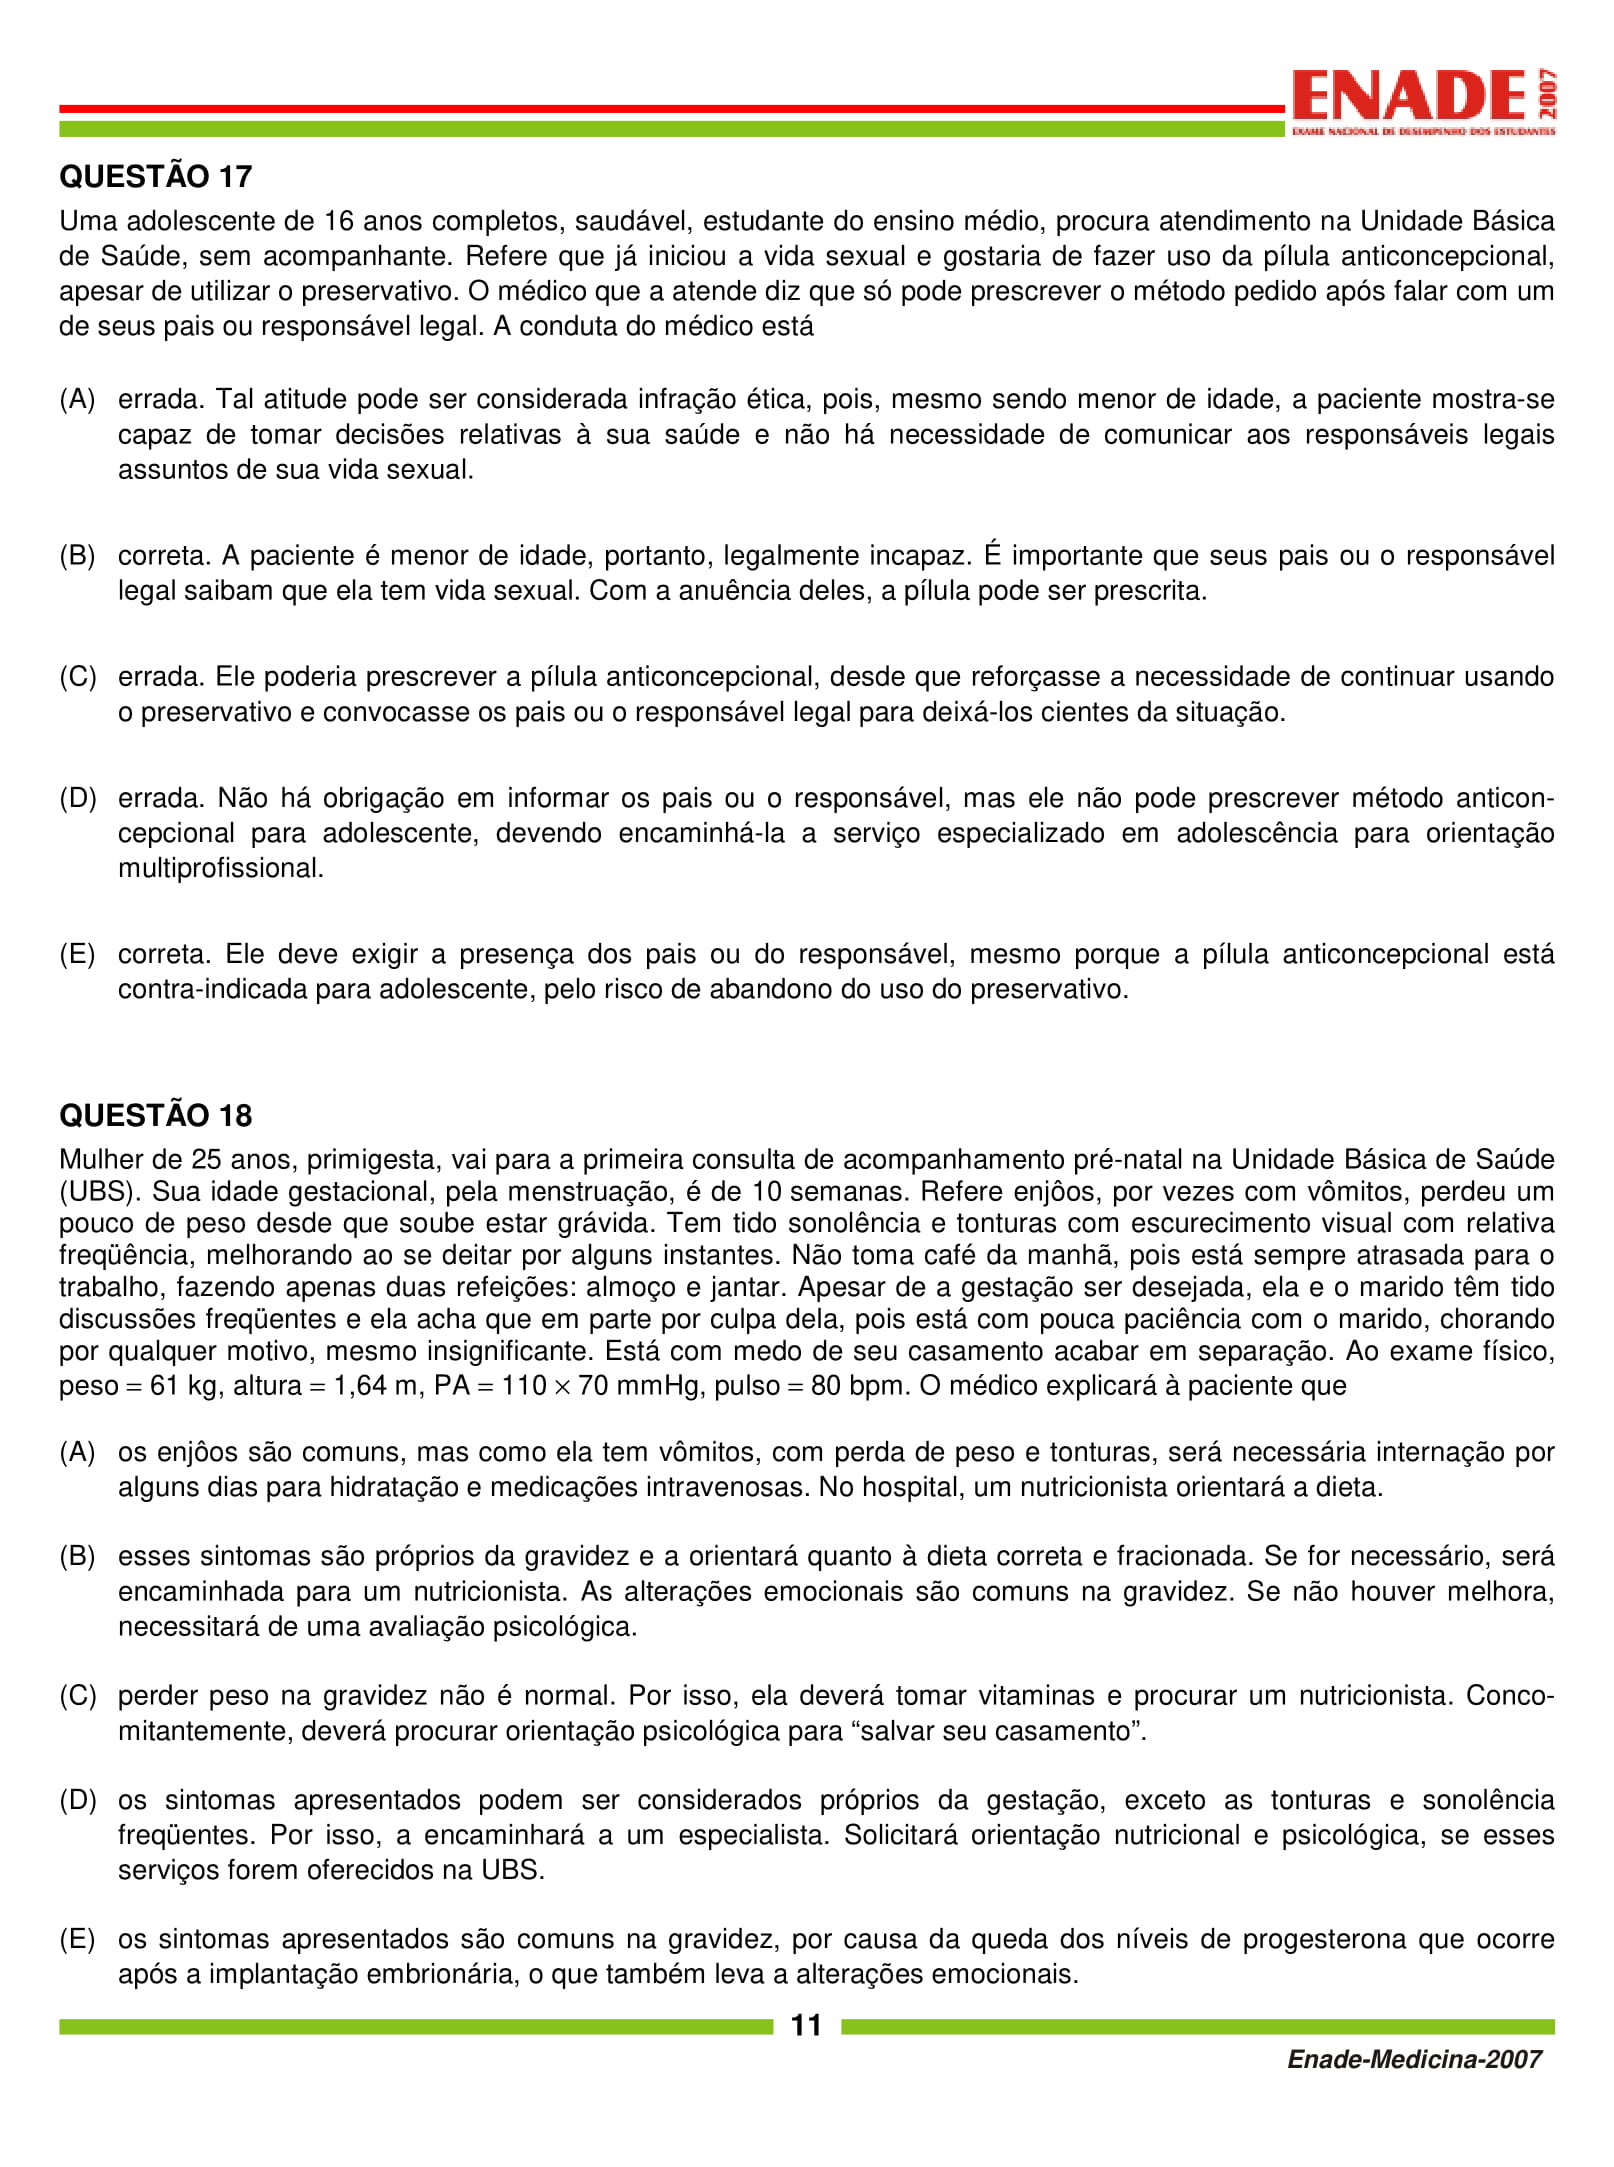 ENADE 2007
EXAME NACIONAL DE DESEMPENHO DOS ESTUDANTES
QUESTÃO 17
Uma adolescente de 16 anos completos, saudável, estudante do ensino médio, procura atendimento na Unidade Básica
de Saúde, sem acompanhante. Refere que já iniciou a vida sexual e gostaria de fazer uso da pílula anticoncepcional,
apesar de utilizar o preservativo. O médico que a atende diz que só pode prescrever o método pedido após falar com um
de seus pais ou responsável legal. A conduta do médico está
(A) errada. Tal atitude pode ser considerada infração ética, pois, mesmo sendo menor de idade, a paciente mostra-se
capaz de tomar decisões relativas à sua saúde e não há necessidade de comunicar aos responsáveis legais
assuntos de sua vida sexual.
(B) correta. A paciente é menor de idade, portanto, legalmente incapaz. É importante que seus pais ou o responsável
legal saibam que ela tem vida sexual. Com a anuência deles, a pílula pode ser prescrita.
(C) errada. Ele poderia prescrever a pílula anticoncepcional, desde que reforçasse a necessidade de continuar usando
o preservativo e convocasse os pais ou o responsável legal para deixá-los cientes da situação.
(D) errada. Não há obrigação em informar os pais ou o responsável, mas ele não pode prescrever método anticon-
cepcional para adolescente, devendo encaminhá-la a serviço especializado em adolescência para orientação
multiprofissional.
(E) correta. Ele deve exigir a presença dos pais ou do responsável, mesmo porque a pílula anticoncepcional está
contra-indicada para adolescente, pelo risco de abandono do uso do preservativo.
QUESTÃO 18
Mulher de 25 anos, primigesta, vai para a primeira consulta de acompanhamento pré-natal na Unidade Básica de Saúde
(UBS). Sua idade gestacional, pela menstruação, é de 10 semanas. Refere enjôos, por vezes com vômitos, perdeu um
pouco de peso desde que soube estar grávida. Tem tido sonolência e tonturas com escurecimento visual com relativa
freqüência, melhorando ao se deitar por alguns instantes. Não toma café da manhã, pois está sempre atrasada para o
trabalho, fazendo apenas duas refeições: almoço e jantar. Apesar de a gestação ser desejada, ela e o marido têm tido
discussões freqüentes e ela acha que em parte por culpa dela, pois está com pouca paciência com o marido, chorando
por qualquer motivo, mesmo insignificante. Está com medo de seu casamento acabar em separação. Ao exame físico,
peso = 61 kg, altura = 1,64 m, PA = 110 × 70 mmHg, pulso = 80 bpm. O médico explicará à paciente que
(A) os enjôos são comuns, mas como ela tem vômitos, com perda de peso e tonturas, será necessária internação por
alguns dias para hidratação e medicações intravenosas. No hospital, um nutricionista orientará a dieta.
(B) esses sintomas são próprios da gravidez e a orientará quanto à dieta correta e fracionada. Se for necessário, será
encaminhada para um nutricionista. As alterações emocionais são comuns na gravidez. Se não houver melhora,
necessitará de uma avaliação psicológica.
(C) perder peso na gravidez não é normal. Por isso, ela deverá tomar vitaminas e procurar um nutricionista. Conco-
mitantemente, deverá procurar orientação psicológica para “salvar seu casamento”.
(D) os sintomas apresentados podem ser considerados próprios da gestação, exceto as tonturas e sonolência
freqüentes. Por isso, a encaminhará a um especialista. Solicitará orientação nutricional e psicológica, se esses
serviços forem oferecidos na UBS.
(E) os sintomas apresentados são comuns na gravidez, por causa da queda dos níveis de progesterona que ocorre
após a implantação embrionária, o que também leva a alterações emocionais.
11
Enade-Medicina-2007